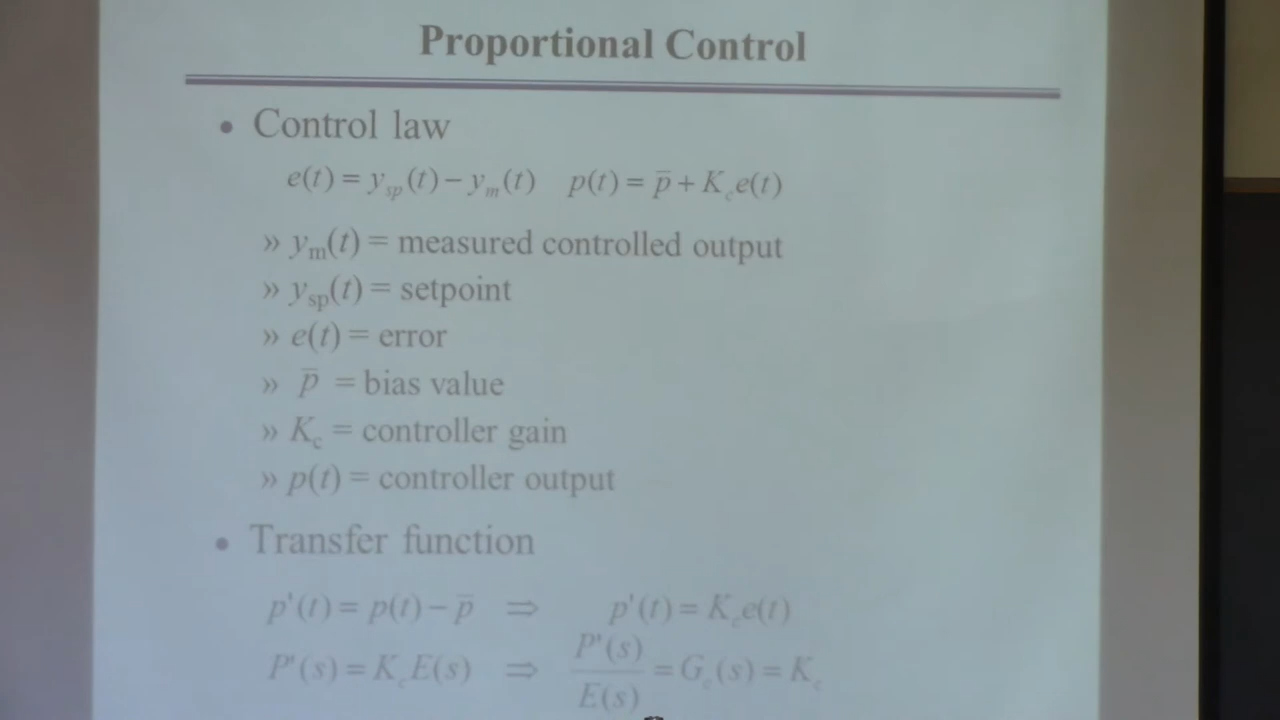 Proportional Control
• Control law
e(t) = y_sp(t) − y_m(t)   p(t) = p̄ + K_c e(t)
» y_m(t) = measured controlled output
» y_sp(t) = setpoint
» e(t) = error
» p̄ = bias value
» K_c = controller gain
» p(t) = controller output
• Transfer function
p'(t) = p(t) − p̄ ⇒ p'(t) = K_c e(t)
P'(s) = K_c E(s) ⇒ P'(s)/E(s) = G_c(s) = K_c